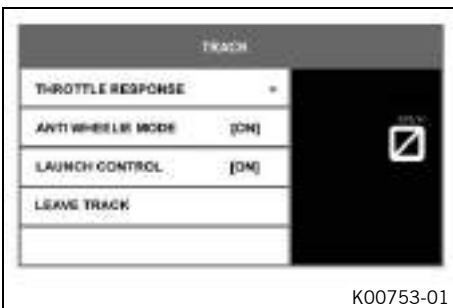 TRACK
THROTTLE RESPONSE
ANTI WHEELIE MODE [ON]
LAUNCH CONTROL [ON]
LEAVE TRACK
K00753-01